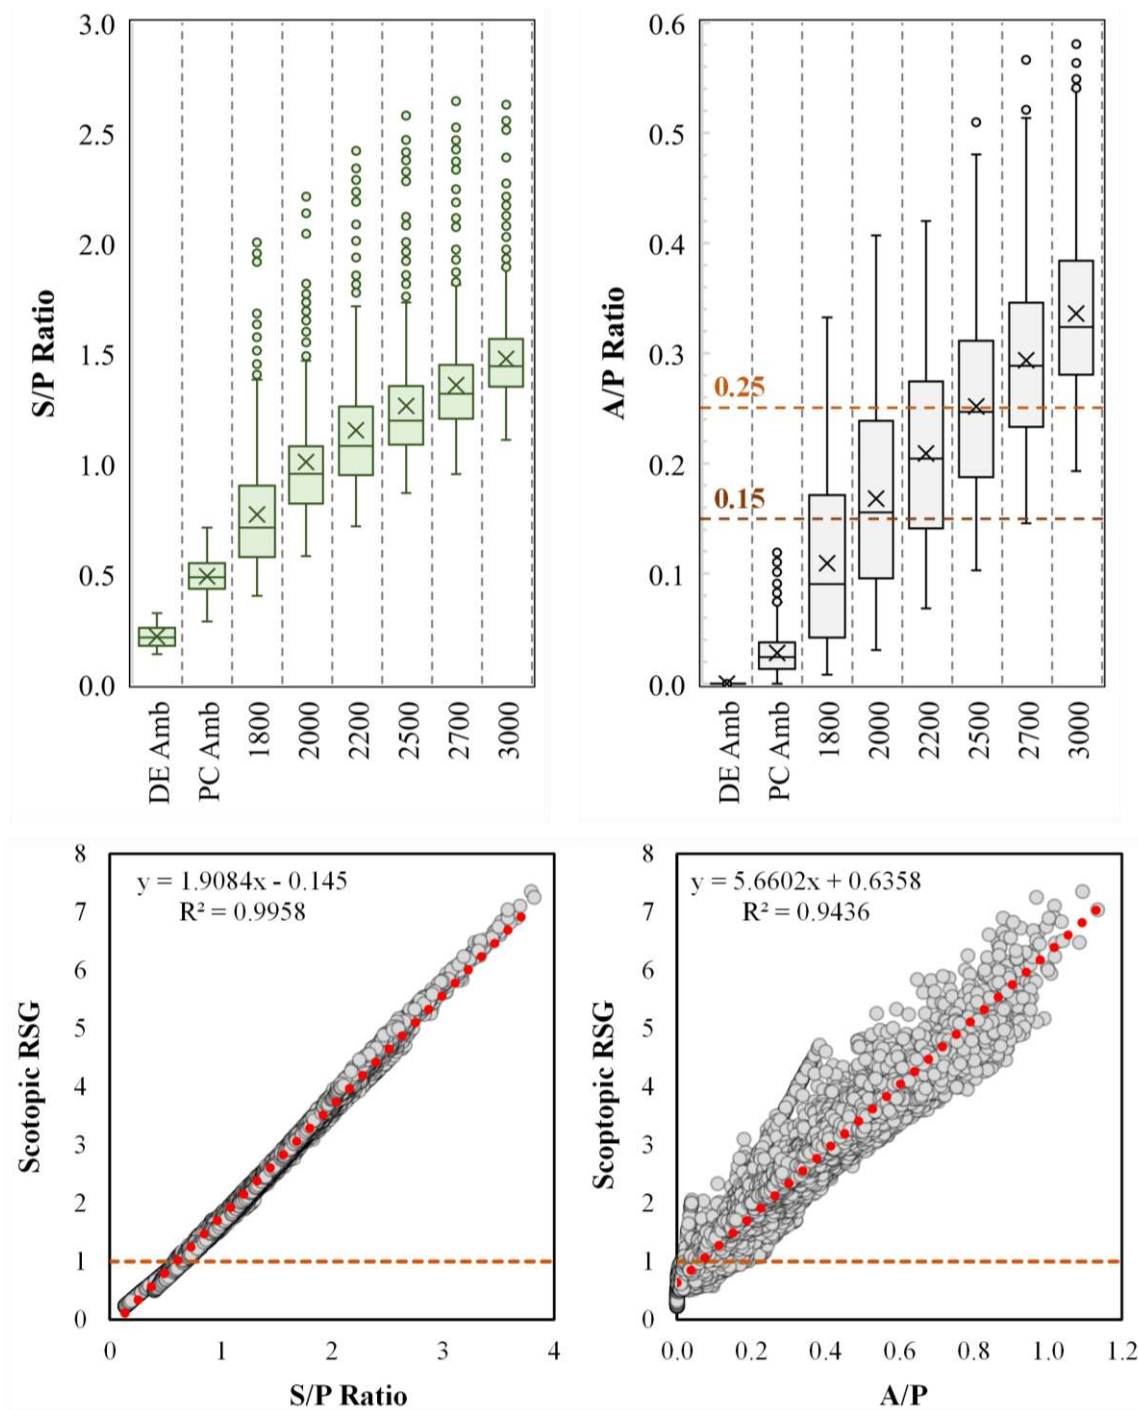 S/P Ratio
3.0
2.5
2.0
1.5
1.0
0.5
0.0
DE Amb
PC Amb
1800
2000
2200
2500
2700
3000
A/P Ratio
0.6
0.5
0.4
0.3
0.2
0.1
0.0
0.25
0.15
DE Amb
PC Amb
1800
2000
2200
2500
2700
3000
Scotopic RSG
8
7
6
5
4
3
2
1
0
y = 1.9084x - 0.145
R² = 0.9958
0 1 2 3 4
S/P Ratio
Scoptopic RSG
8
7
6
5
4
3
2
1
0
y = 5.6602x + 0.6358
R² = 0.9436
0.0 0.2 0.4 0.6 0.8 1.0 1.2
A/P